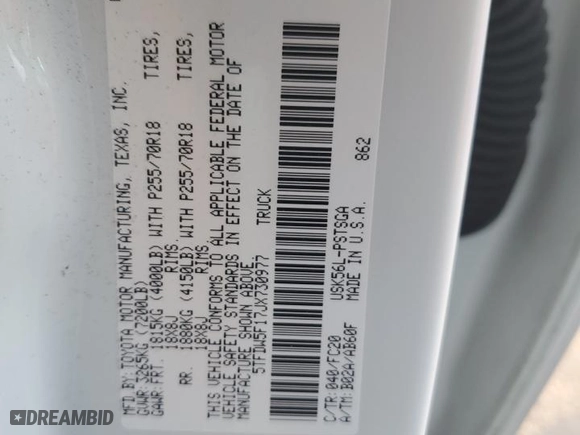 MFD.BY:TOYOTA MOTOR MANUFACTURING, TEXAS, INC.
GVWR 3265KG (7200LB)
GAWR:FRT. 1815KG (4000LB) WITH P255/70R18 TIRES,
18X8J RIMS.
RR. 1880KG (4150LB) WITH P255/70R18 TIRES,
18X8J RIMS.
THIS VEHICLE CONFORMS TO ALL APPLICABLE FEDERAL MOTOR
VEHICLE SAFETY STANDARDS IN EFFECT ON THE DATE OF
MANUFACTURE SHOWN ABOVE.
5TFDW5F17JX730977 TRUCK
C/TR:040/FC20 USK56L-PSTSGA
A/TM:B02A/AB60F MADE IN U.S.A.
862
DREAMBID